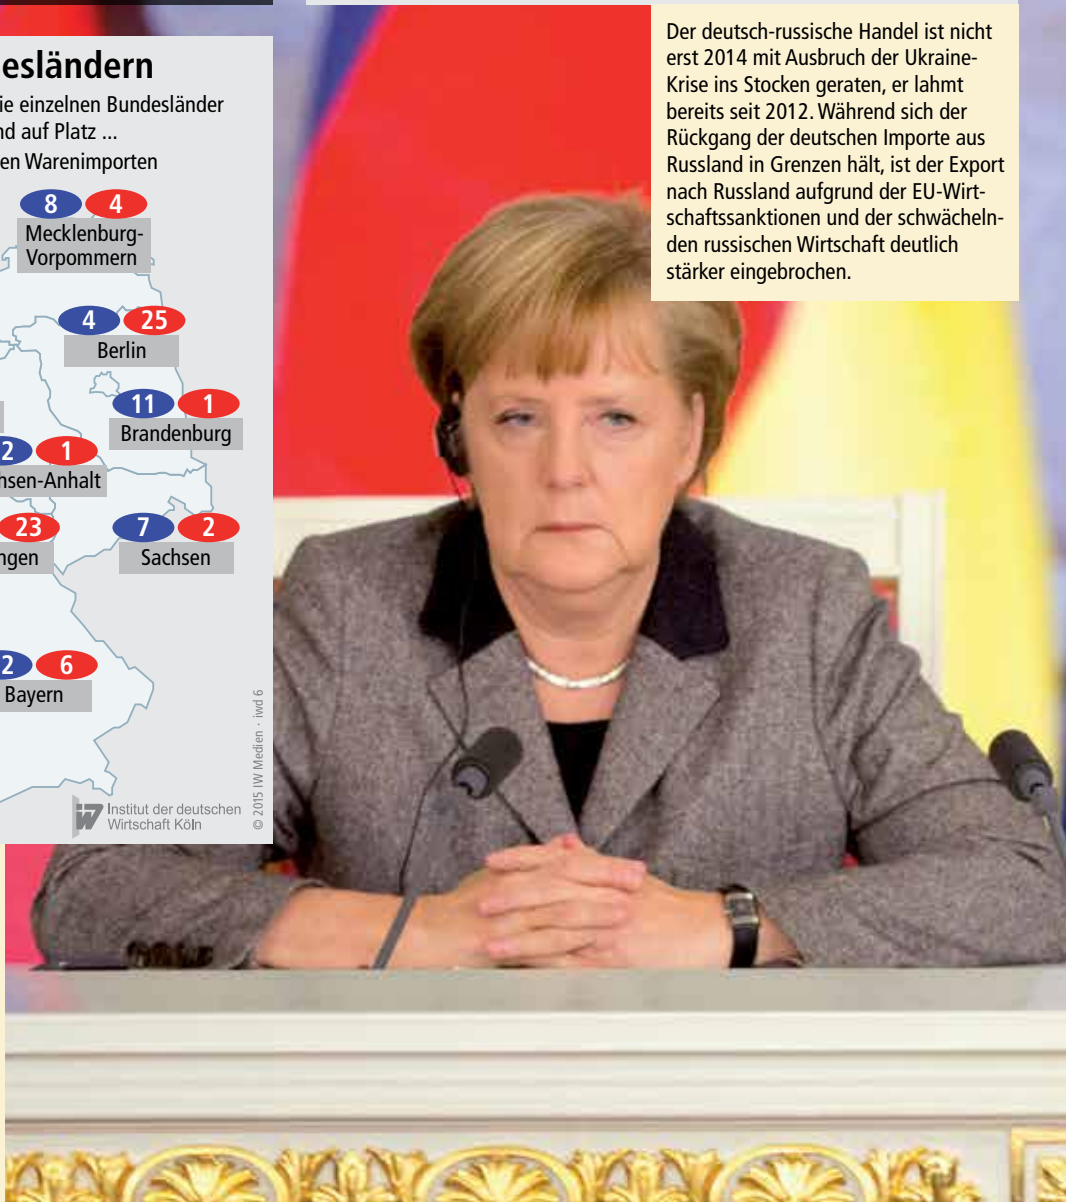 esländern
ie einzelnen Bundesländer
nd auf Platz ...
en Warenimporten
8 4
Mecklenburg-
Vorpommern
4 25
Berlin
11 1
Brandenburg
2 1
hsen-Anhalt
23
ngen
7 2
Sachsen
2 6
Bayern
iw Institut der deutschen
Wirtschaft Köln
© 2015 IW Medien · iwd 6
Der deutsch-russische Handel ist nicht
erst 2014 mit Ausbruch der Ukraine-
Krise ins Stocken geraten, er lahmt
bereits seit 2012. Während sich der
Rückgang der deutschen Importe aus
Russland in Grenzen hält, ist der Export
nach Russland aufgrund der EU-Wirt-
schaftssanktionen und der schwächeln-
den russischen Wirtschaft deutlich
stärker eingebrochen.